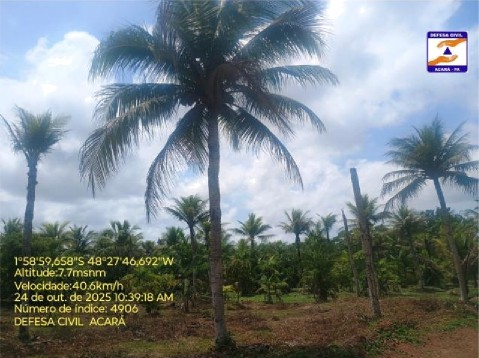 DEFESA CIVIL
ACARÁ - PA
1°58'59,658"S 48°27'46,692"W
Altitude:7.7msnm
Velocidade:40.6km/h
24 de out. de 2025 10:39:18 AM
Número de índice: 4906
DEFESA CIVIL ACARÁ